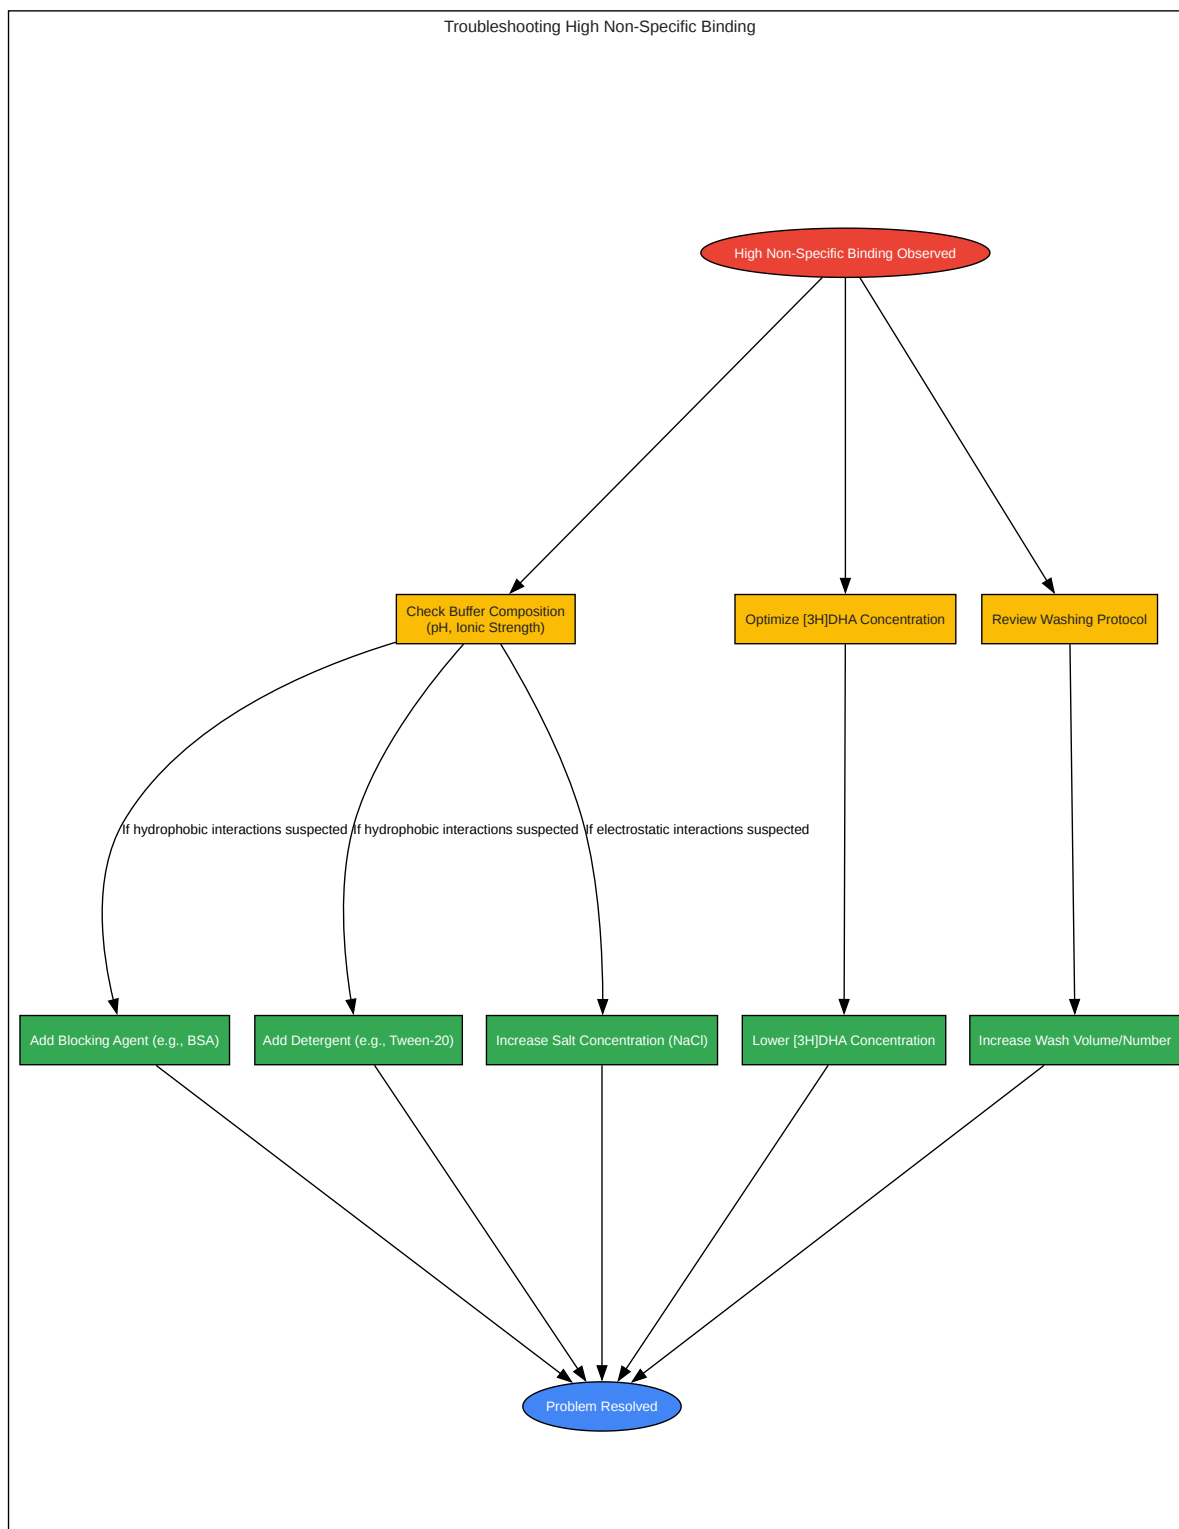 Troubleshooting High Non-Specific Binding
High Non-Specific Binding Observed
Check Buffer Composition
(pH, Ionic Strength)
Optimize [3H]DHA Concentration
Review Washing Protocol
If hydrophobic interactions suspected
If hydrophobic interactions suspected
If electrostatic interactions suspected
Add Blocking Agent (e.g., BSA)
Add Detergent (e.g., Tween-20)
Increase Salt Concentration (NaCl)
Lower [3H]DHA Concentration
Increase Wash Volume/Number
Problem Resolved